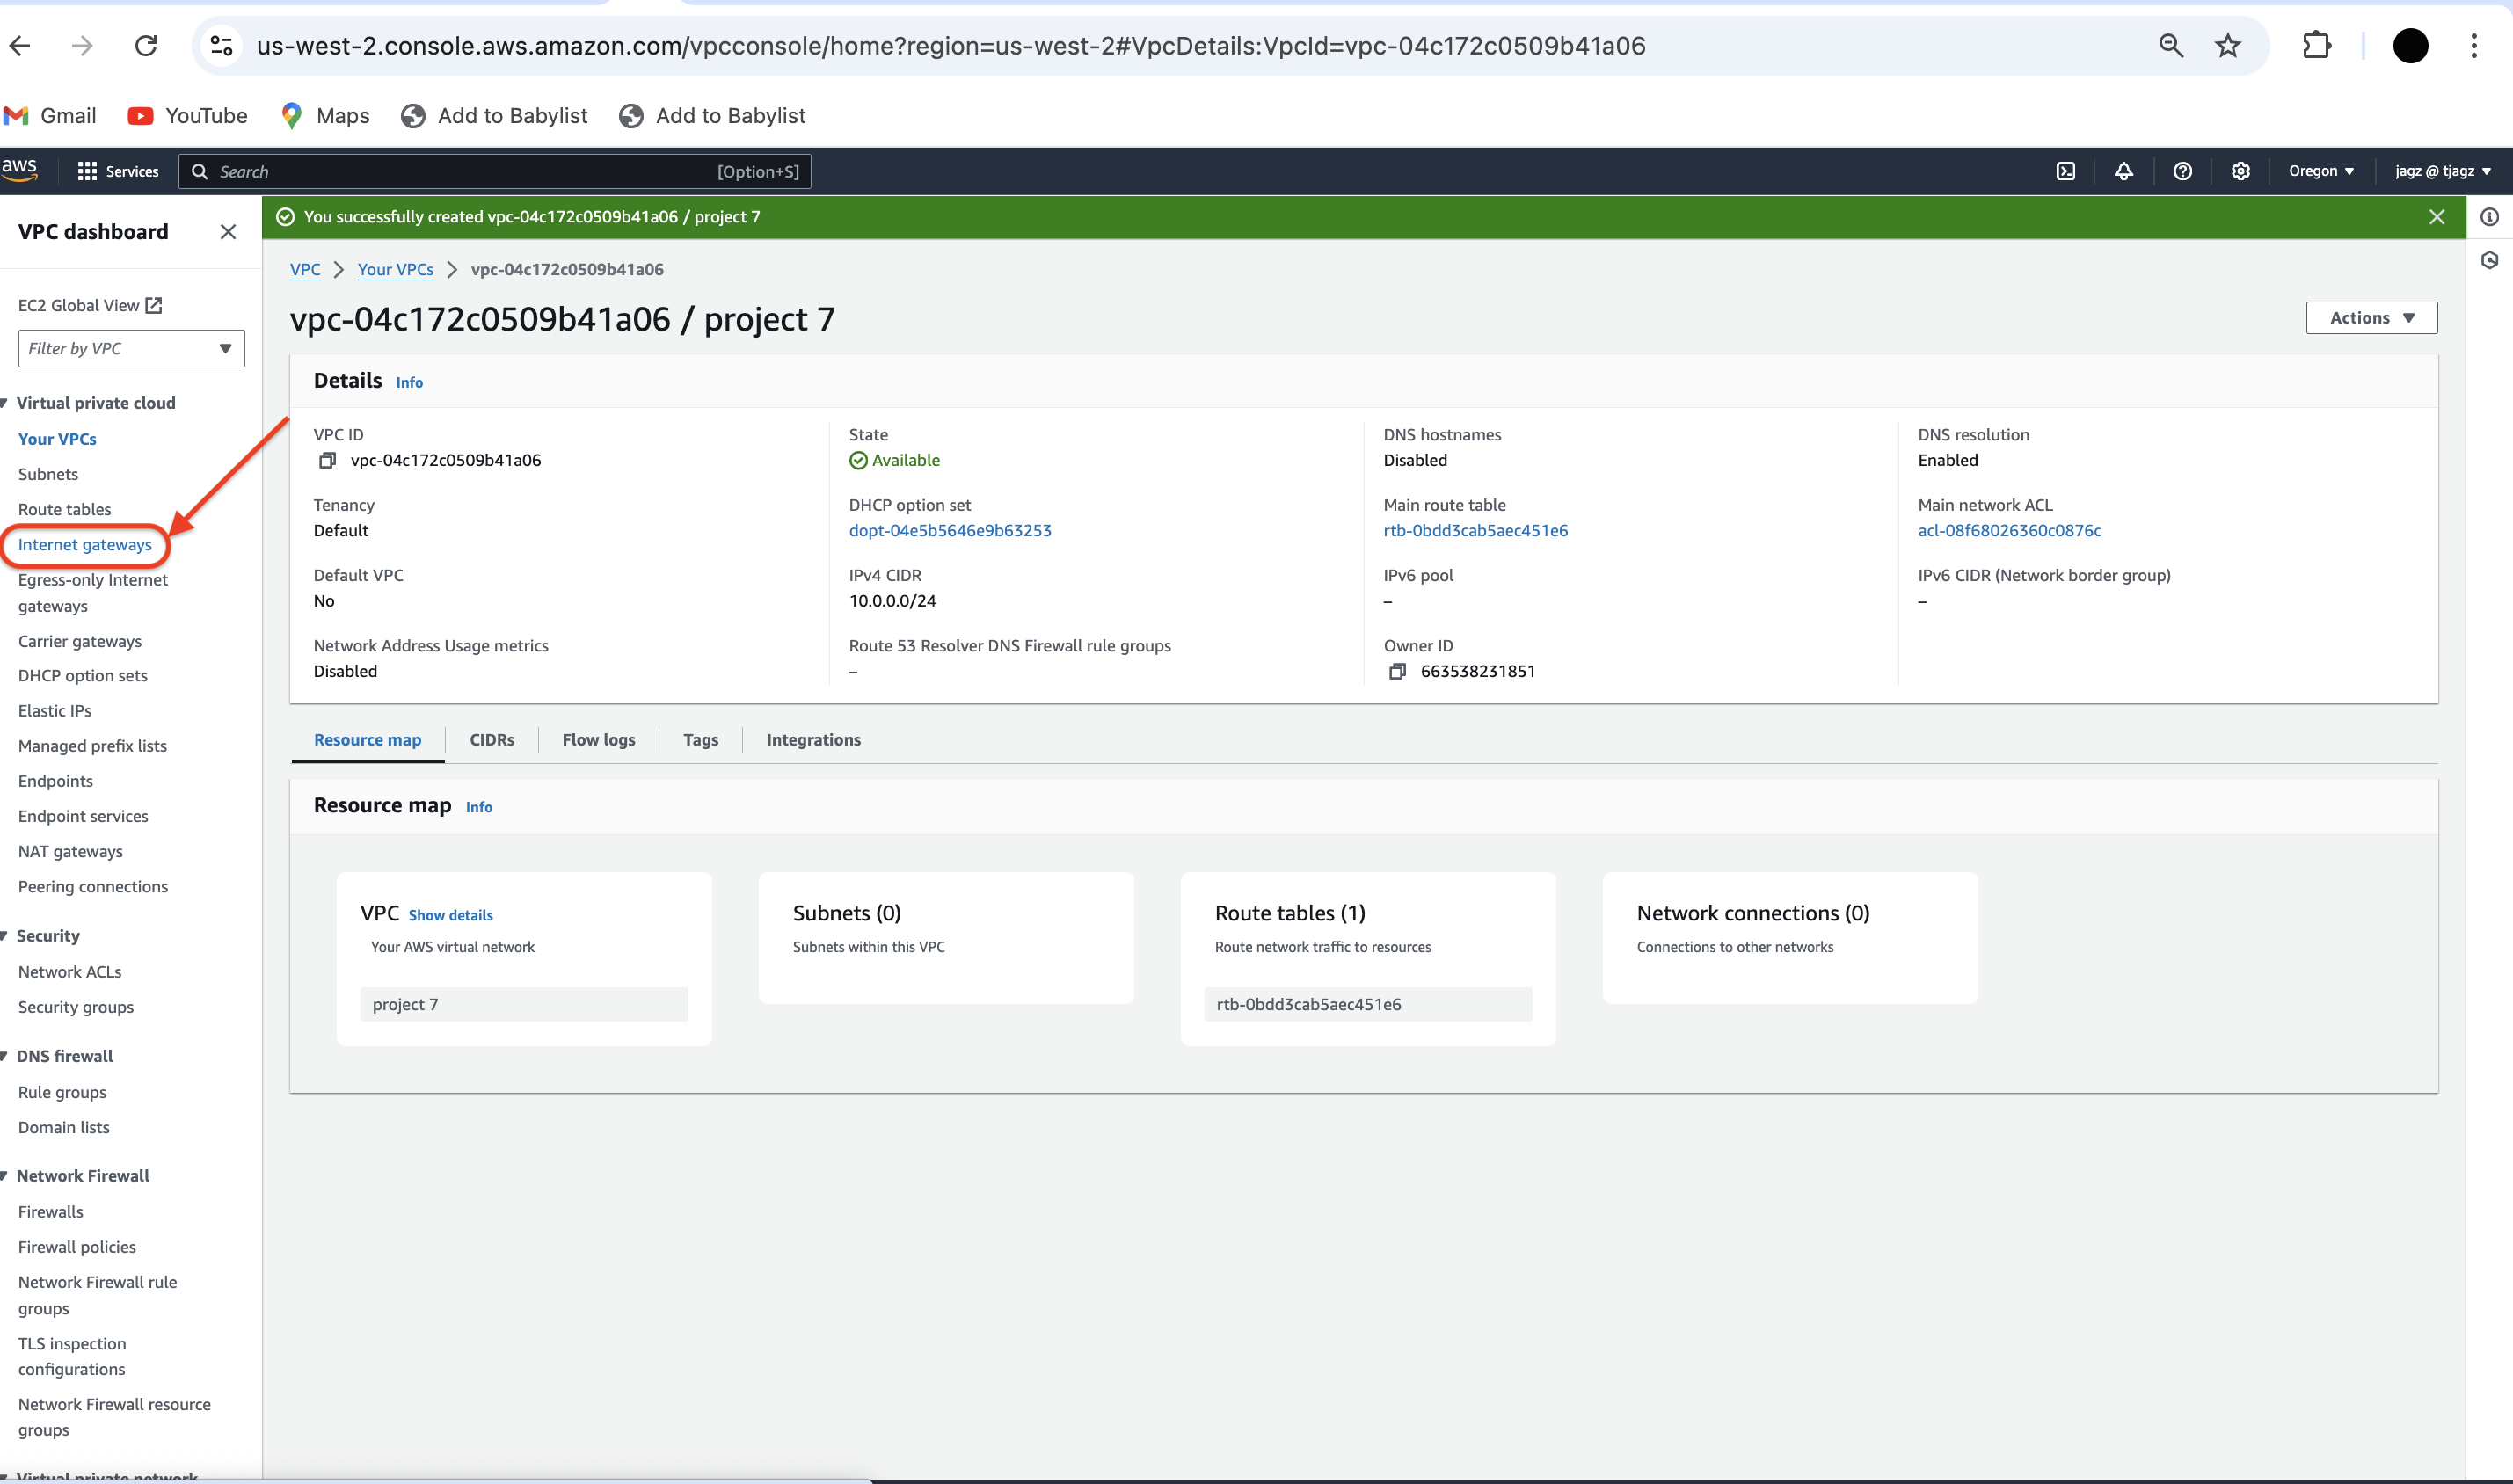 us-west-2.console.aws.amazon.com/vpcconsole/home?region=us-west-2#VpcDetails:VpcId=vpc-04c172c0509b41a06
Gmail YouTube Maps Add to Babylist Add to Babylist
aws Services Search [Option+S] Oregon jagz @ tjagz
VPC dashboard
EC2 Global View
Filter by VPC
Virtual private cloud
Your VPCs
Subnets
Route tables
Internet gateways
Egress-only Internet
gateways
Carrier gateways
DHCP option sets
Elastic IPs
Managed prefix lists
Endpoints
Endpoint services
NAT gateways
Peering connections
Security
Network ACLs
Security groups
DNS firewall
Rule groups
Domain lists
Network Firewall
Firewalls
Firewall policies
Network Firewall rule
groups
TLS inspection
configurations
Network Firewall resource
groups
Virtual private network
You successfully created vpc-04c172c0509b41a06 / project 7
VPC Your VPCs vpc-04c172c0509b41a06
vpc-04c172c0509b41a06 / project 7
Actions
Details Info
VPC ID
vpc-04c172c0509b41a06
State
Available
DNS hostnames
Disabled
DNS resolution
Enabled
Tenancy
Default
DHCP option set
dopt-04e5b5646e9b63253
Main route table
rtb-0bdd3cab5aec451e6
Main network ACL
acl-08f68026360c0876c
Default VPC
No
IPv4 CIDR
10.0.0.0/24
IPv6 pool
–
IPv6 CIDR (Network border group)
–
Network Address Usage metrics
Disabled
Route 53 Resolver DNS Firewall rule groups
–
Owner ID
663538231851
Resource map CIDRs Flow logs Tags Integrations
Resource map Info
VPC Show details
Your AWS virtual network
project 7
Subnets (0)
Subnets within this VPC
Route tables (1)
Route network traffic to resources
rtb-0bdd3cab5aec451e6
Network connections (0)
Connections to other networks